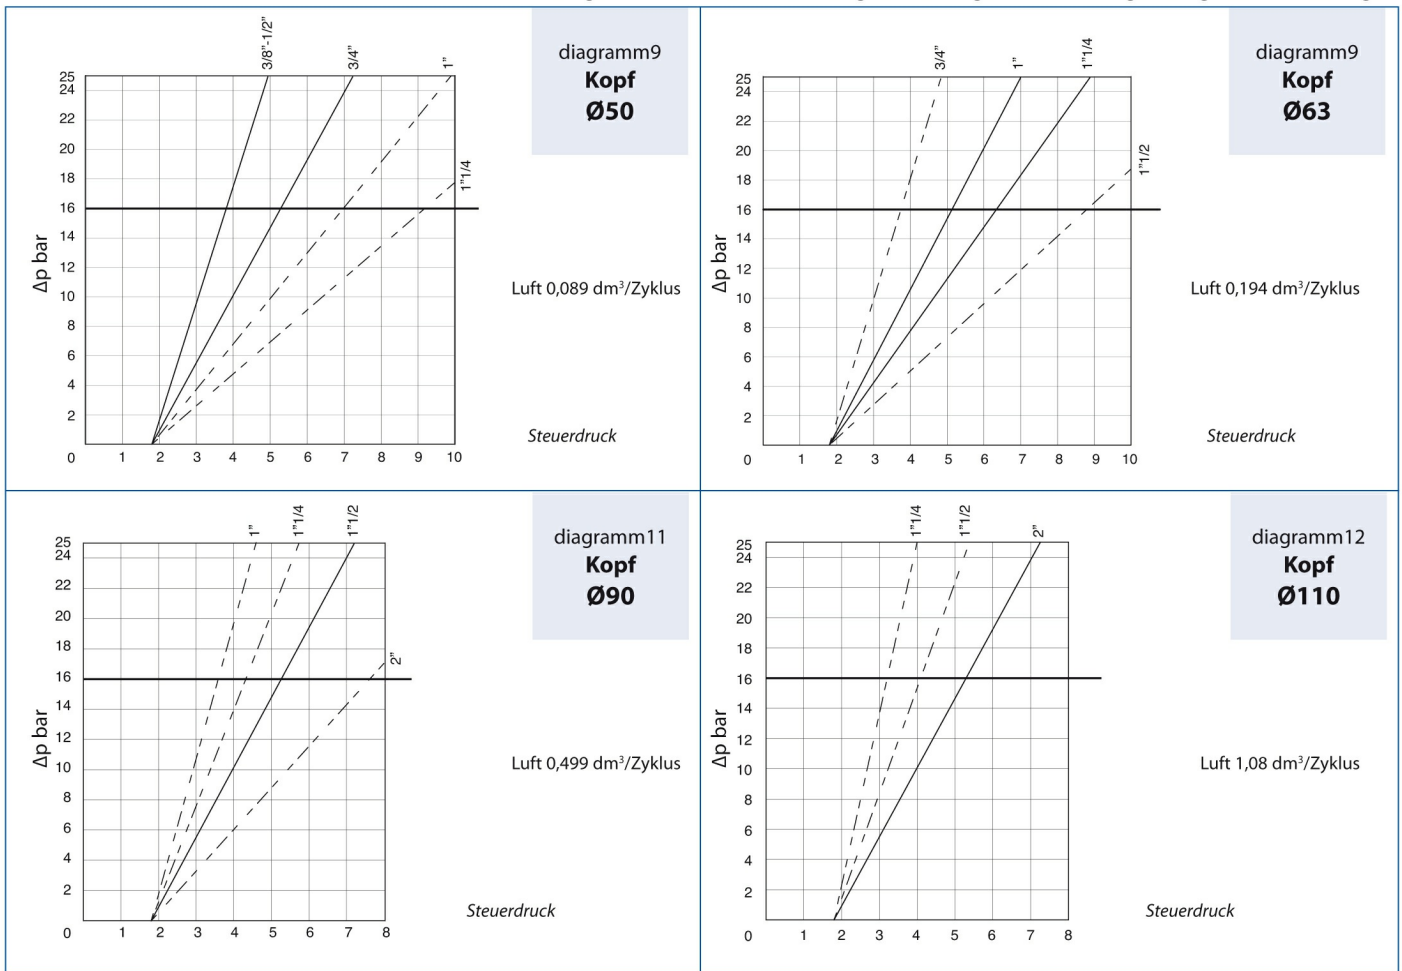 3/8"-1/2"
3/4"
1"
1"1/4
diagramm9
Kopf
Ø50
25
24
22
20
18
16
14
12
10
8
6
4
2
0 1 2 3 4 5 6 7 8 9 10
Δp bar
Luft 0,089 dm³/Zyklus
Steuerdruck
3/4"
1"
1"1/4
1"1/2
diagramm9
Kopf
Ø63
25
24
22
20
18
16
14
12
10
8
6
4
2
0 1 2 3 4 5 6 7 8 9 10
Δp bar
Luft 0,194 dm³/Zyklus
Steuerdruck
1"
1"1/4
1"1/2
2"
diagramm11
Kopf
Ø90
25
24
22
20
18
16
14
12
10
8
6
4
2
0 1 2 3 4 5 6 7 8
Δp bar
Luft 0,499 dm³/Zyklus
Steuerdruck
1"1/4
1"1/2
2"
diagramm12
Kopf
Ø110
25
24
22
20
18
16
14
12
10
8
6
4
2
0 1 2 3 4 5 6 7 8
Δp bar
Luft 1,08 dm³/Zyklus
Steuerdruck